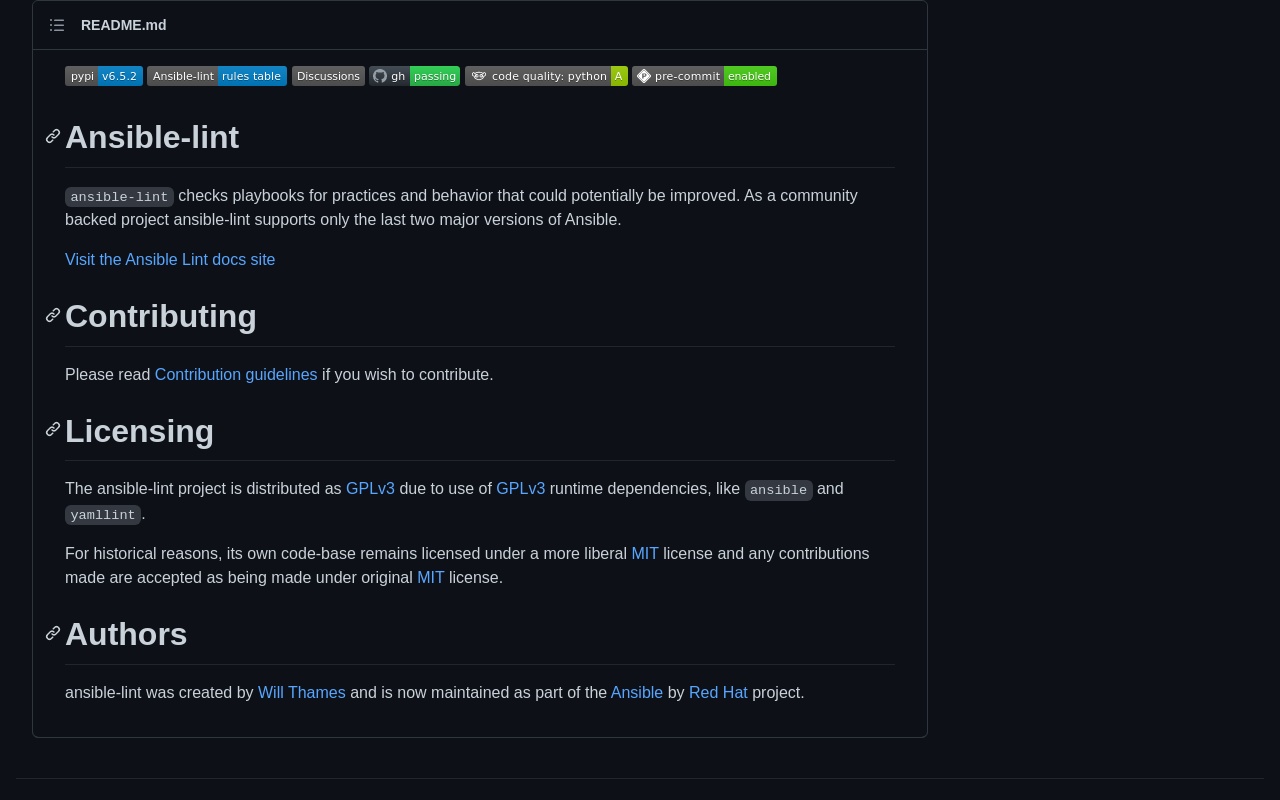 README.md
pypi v6.5.2 Ansible-lint rules table Discussions gh passing code quality: python A pre-commit enabled
Ansible-lint
ansible-lint checks playbooks for practices and behavior that could potentially be improved. As a community
backed project ansible-lint supports only the last two major versions of Ansible.
Visit the Ansible Lint docs site
Contributing
Please read Contribution guidelines if you wish to contribute.
Licensing
The ansible-lint project is distributed as GPLv3 due to use of GPLv3 runtime dependencies, like ansible and
yamllint.
For historical reasons, its own code-base remains licensed under a more liberal MIT license and any contributions
made are accepted as being made under original MIT license.
Authors
ansible-lint was created by Will Thames and is now maintained as part of the Ansible by Red Hat project.